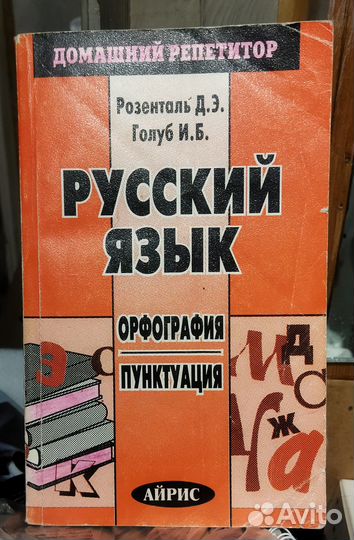 ДОМАШНИЙ РЕПЕТИТОР
Розенталь Д.Э.
Голуб И.Б.
РУССКИЙ
ЯЗЫК
ОРФОГРАФИЯ
ПУНКТУАЦИЯ
Э
К
Д
Ж
а
АЙРИС
Avito